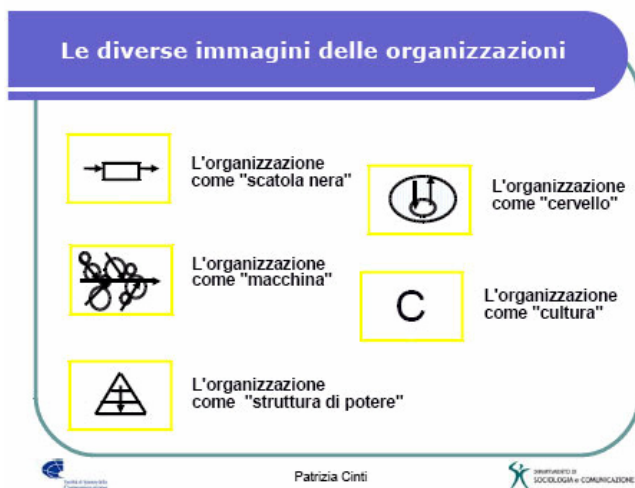 Le diverse immagini delle organizzazioni
L'organizzazione
come "scatola nera"
L'organizzazione
come "cervello"
L'organizzazione
come "macchina"
C
L'organizzazione
come "cultura"
L'organizzazione
come "struttura di potere"
Patrizia Cinti
DIPARTIMENTO DI
SOCIOLOGIA e COMUNICAZIONE